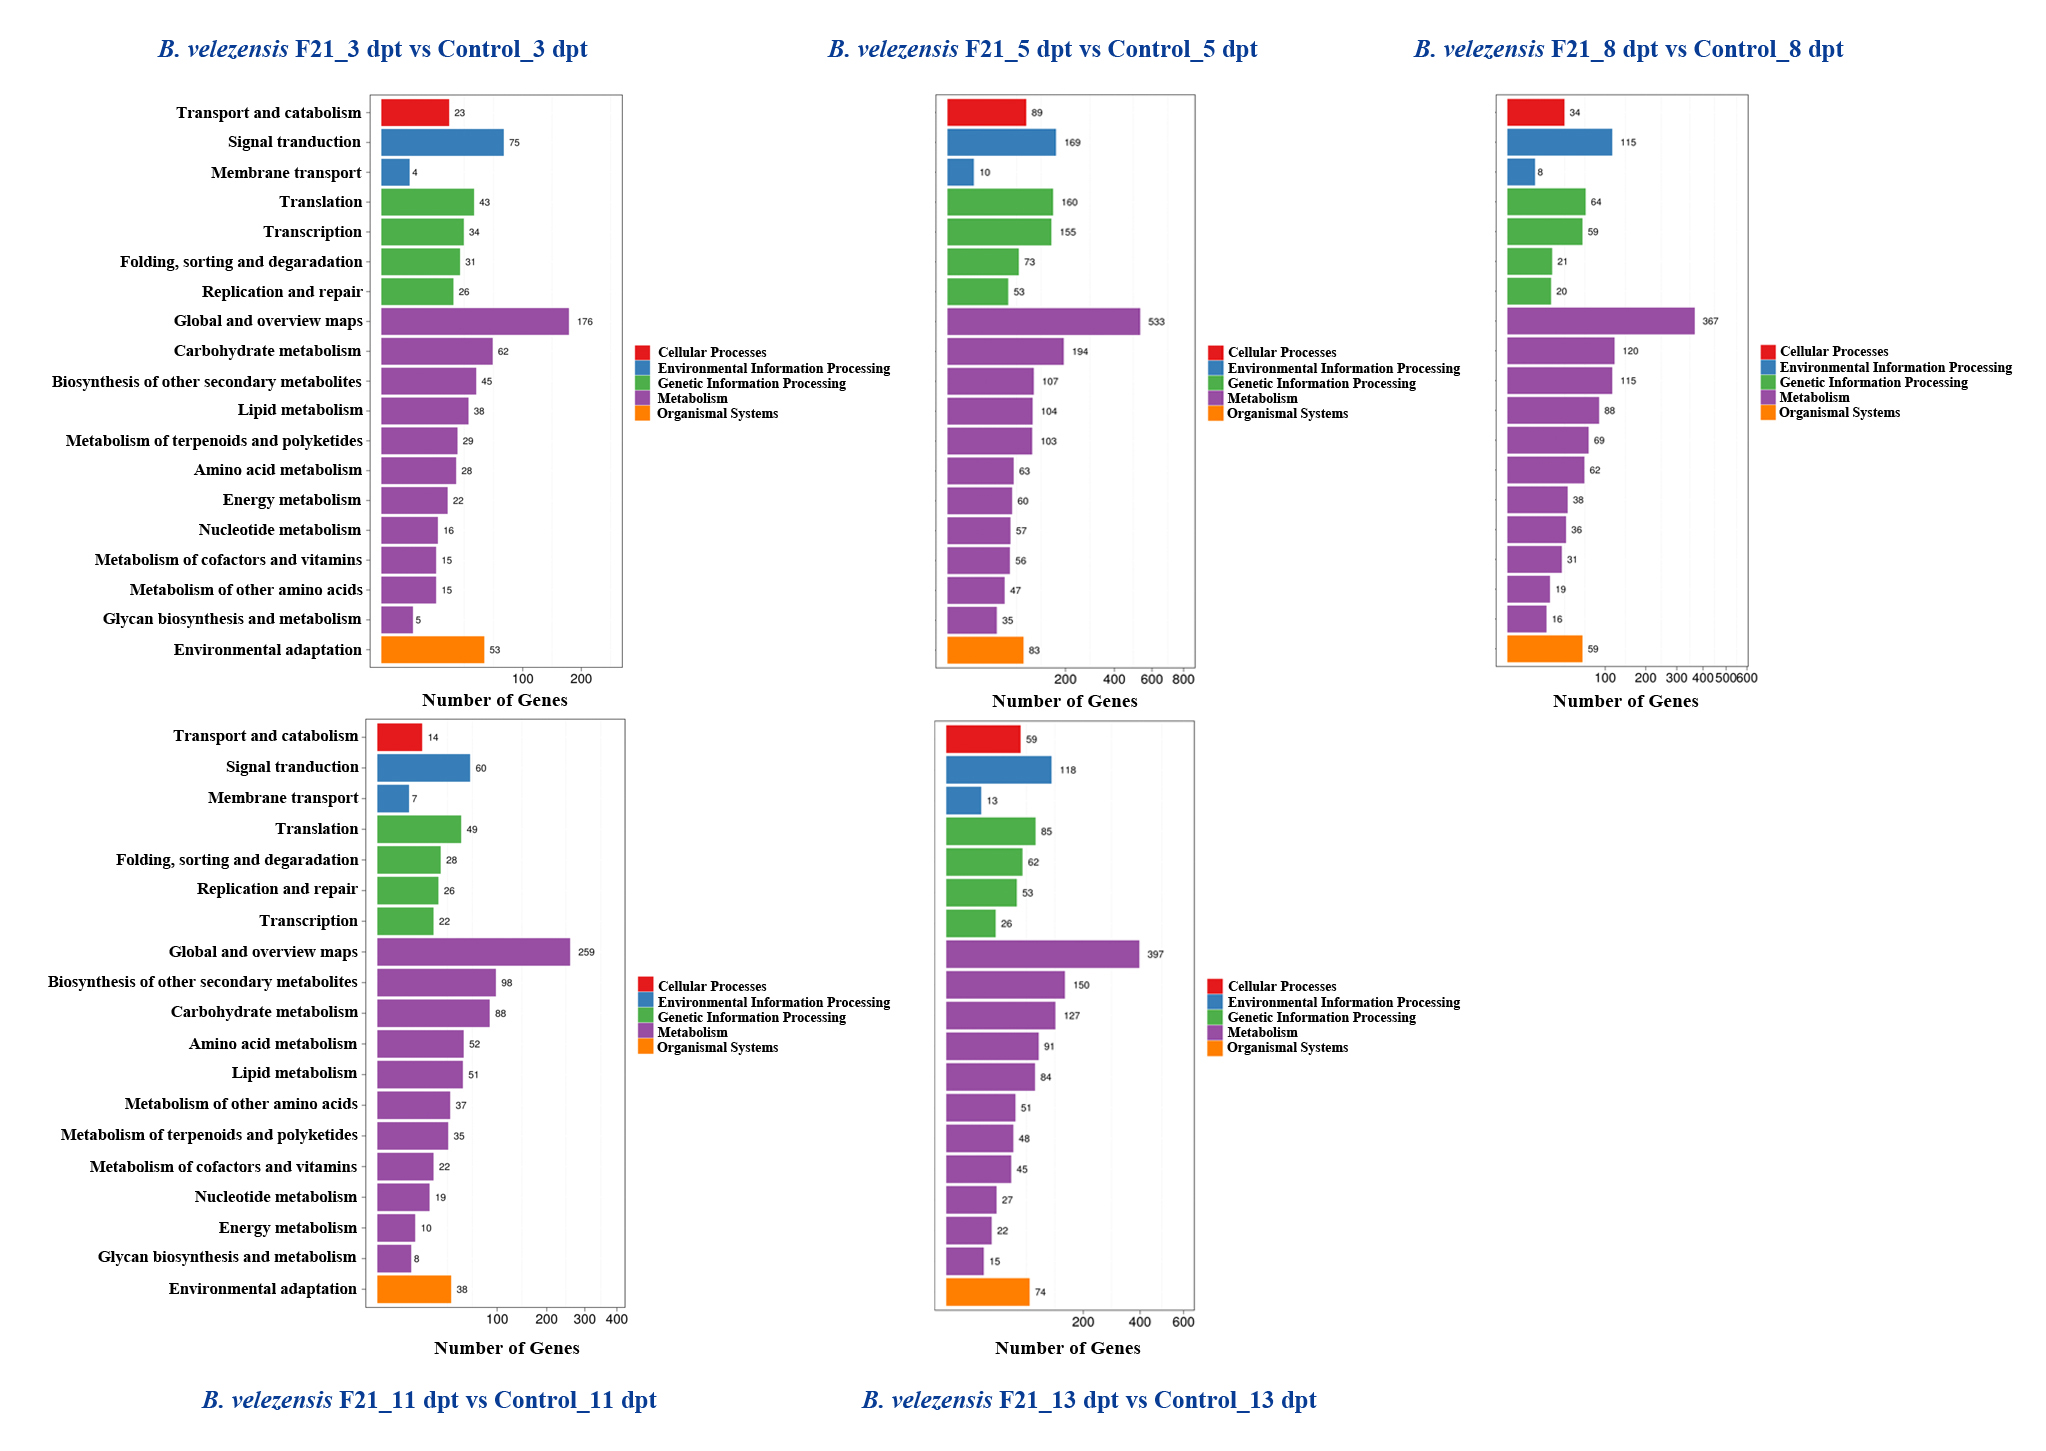 B. velezensis F21_3 dpt vs Control_3 dpt
B. velezensis F21_5 dpt vs Control_5 dpt
B. velezensis F21_8 dpt vs Control_8 dpt
Transport and catabolism 23
Signal tranduction 75
Membrane transport 4
Translation 43
Transcription 34
Folding, sorting and degaradation 31
Replication and repair 26
Global and overview maps 176
Carbohydrate metabolism 62
Biosynthesis of other secondary metabolites 45
Lipid metabolism 38
Metabolism of terpenoids and polyketides 29
Amino acid metabolism 28
Energy metabolism 22
Nucleotide metabolism 16
Metabolism of cofactors and vitamins 15
Metabolism of other amino acids 15
Glycan biosynthesis and metabolism 5
Environmental adaptation 53
100 200
Number of Genes
Cellular Processes
Environmental Information Processing
Genetic Information Processing
Metabolism
Organismal Systems
89
169
10
160
155
73
53
533
194
107
104
103
63
60
57
56
47
35
83
200 400 600 800
Number of Genes
Cellular Processes
Environmental Information Processing
Genetic Information Processing
Metabolism
Organismal Systems
34
115
8
64
59
21
20
367
120
115
88
69
62
38
36
31
19
16
59
100 200 300 400 500 600
Number of Genes
Cellular Processes
Environmental Information Processing
Genetic Information Processing
Metabolism
Organismal Systems
Transport and catabolism 14
Signal tranduction 60
Membrane transport 7
Translation 49
Folding, sorting and degaradation 28
Replication and repair 26
Transcription 22
Global and overview maps 259
Biosynthesis of other secondary metabolites 98
Carbohydrate metabolism 88
Amino acid metabolism 52
Lipid metabolism 51
Metabolism of other amino acids 37
Metabolism of terpenoids and polyketides 35
Metabolism of cofactors and vitamins 22
Nucleotide metabolism 19
Energy metabolism 10
Glycan biosynthesis and metabolism 8
Environmental adaptation 38
100 200 300 400
Number of Genes
Cellular Processes
Environmental Information Processing
Genetic Information Processing
Metabolism
Organismal Systems
59
118
13
85
62
53
26
397
150
127
91
84
51
48
45
27
22
15
74
200 400 600
Number of Genes
Cellular Processes
Environmental Information Processing
Genetic Information Processing
Metabolism
Organismal Systems
B. velezensis F21_11 dpt vs Control_11 dpt
B. velezensis F21_13 dpt vs Control_13 dpt